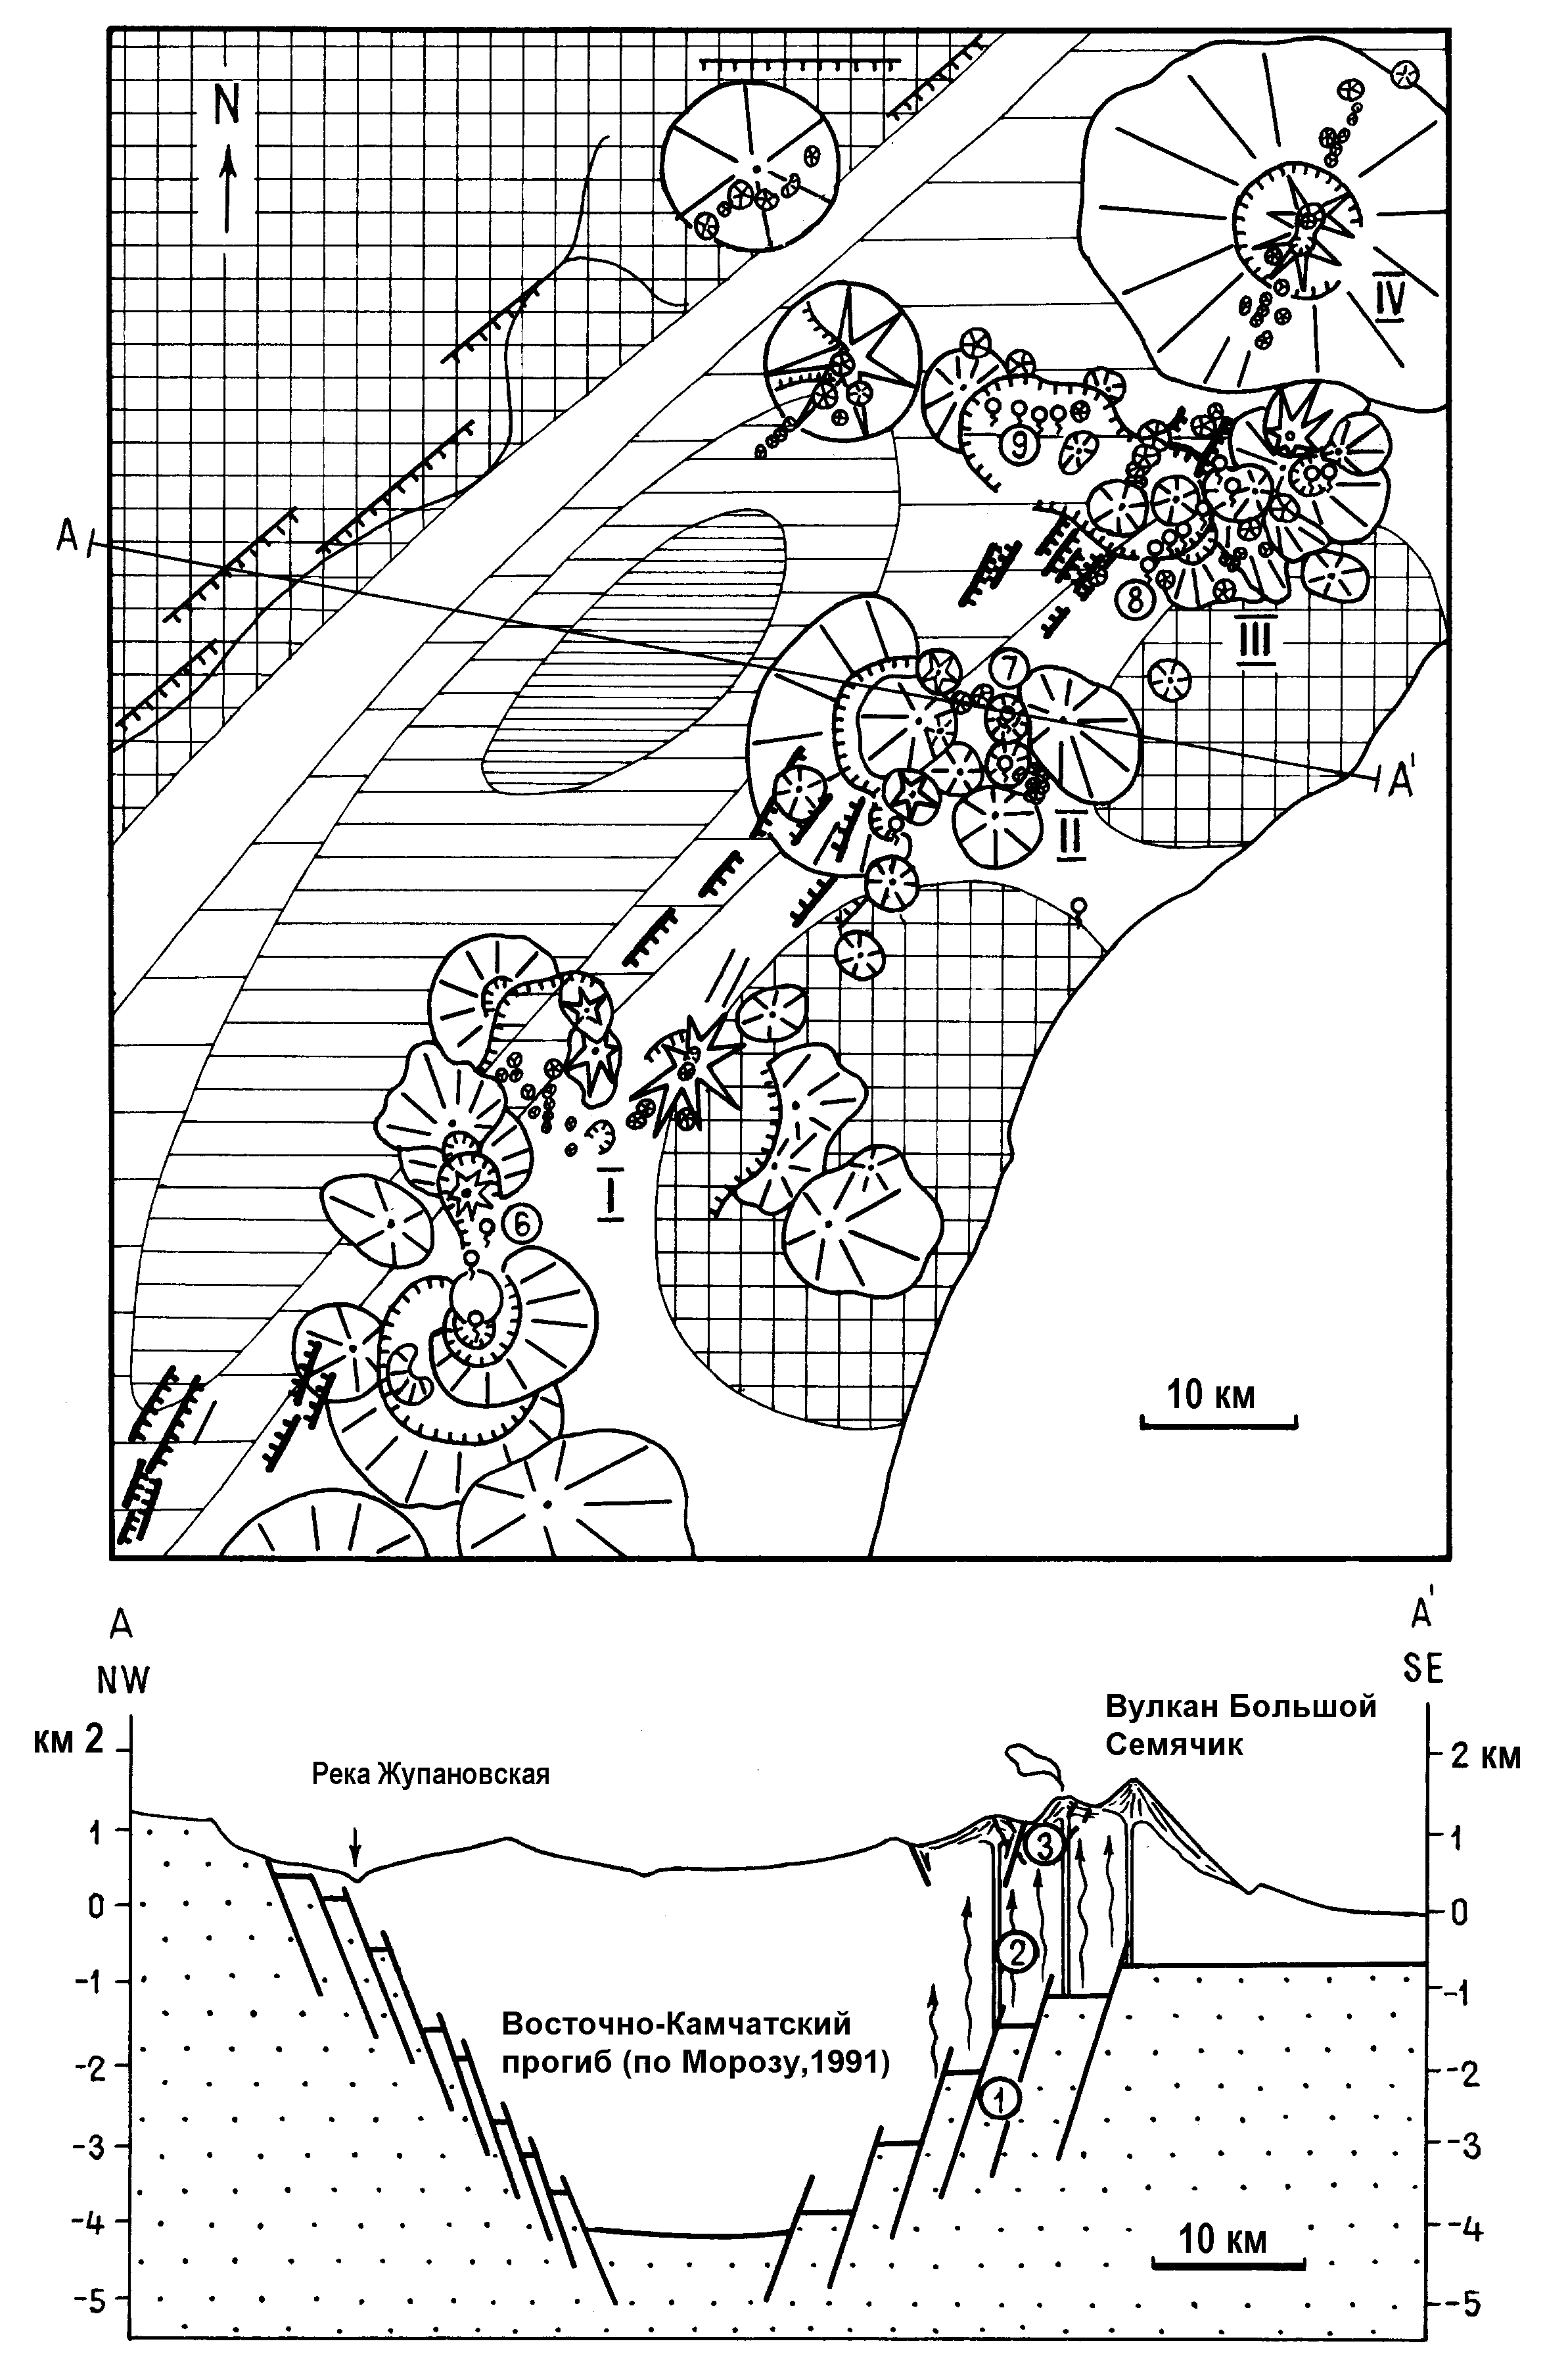 N
IV
9
8
III
A
7
A'
II
I
6
10 км
A
A'
NW
SE
Вулкан Большой
Семячик
км 2
2 км
Река Жупановская
1
1
3
0
0
2
-1
-1
Восточно-Камчатский
прогиб (по Морозу,1991)
-2
-2
1
-3
-3
-4
-4
10 км
-5
-5